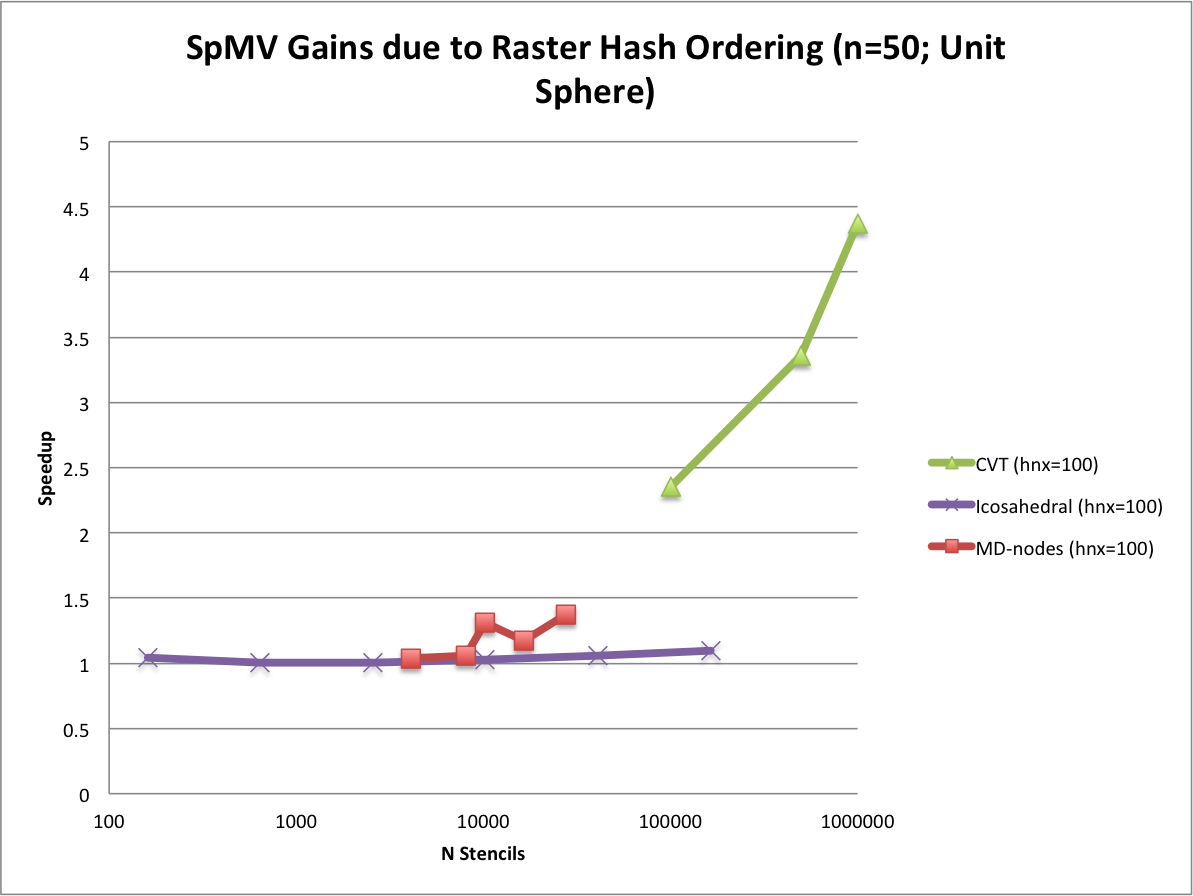 SpMV Gains due to Raster Hash Ordering (n=50; Unit
Sphere)
5
4.5
4
3.5
3
2.5
2
1.5
1
0.5
0
Speedup
100
1000
10000
100000
1000000
N Stencils
CVT (hnx=100)
Icosahedral (hnx=100)
MD-nodes (hnx=100)